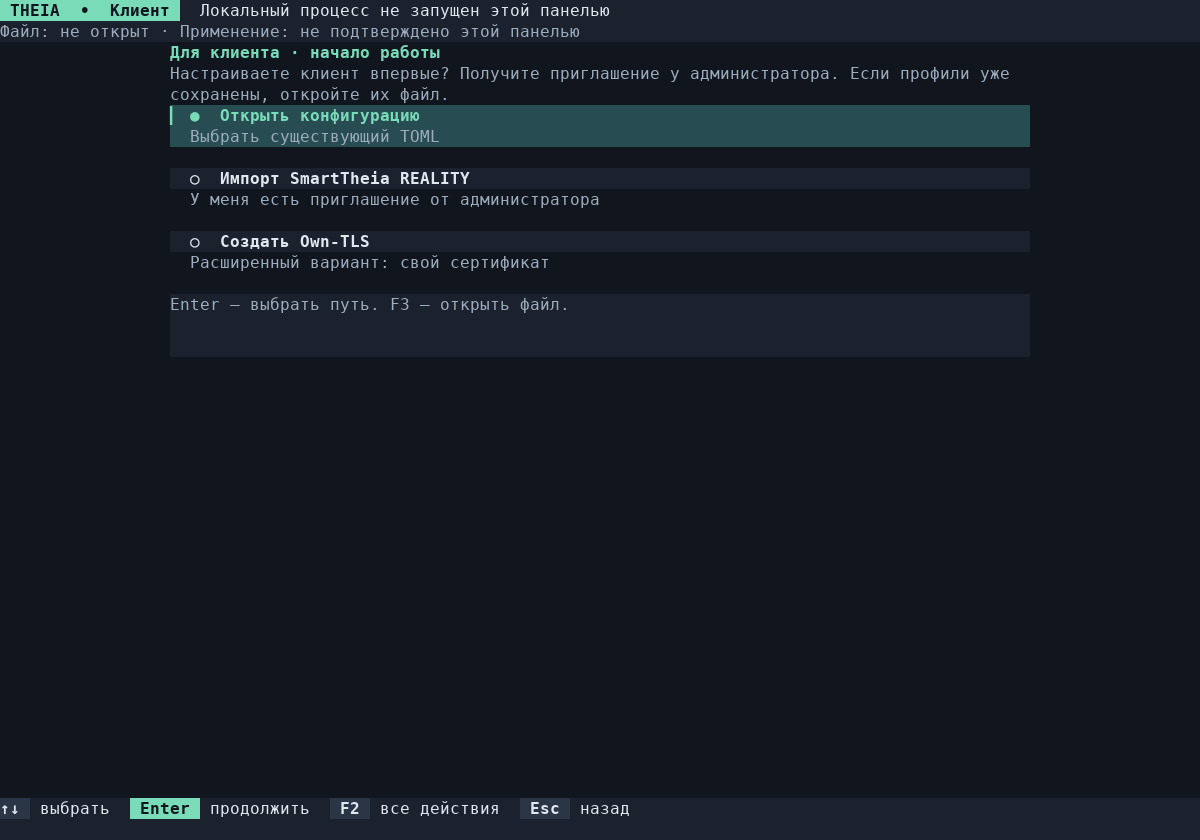 THEIA • Клиент Локальный процесс не запущен этой панелью
Файл: не открыт · Применение: не подтверждено этой панелью
Для клиента · начало работы
Настраиваете клиент впервые? Получите приглашение у администратора. Если профили уже
сохранены, откройте их файл.
● Открыть конфигурацию
Выбрать существующий TOML
○ Импорт SmartTheia REALITY
У меня есть приглашение от администратора
○ Создать Own-TLS
Расширенный вариант: свой сертификат
Enter — выбрать путь. F3 — открыть файл.
↑↓ выбрать Enter продолжить F2 все действия Esc назад